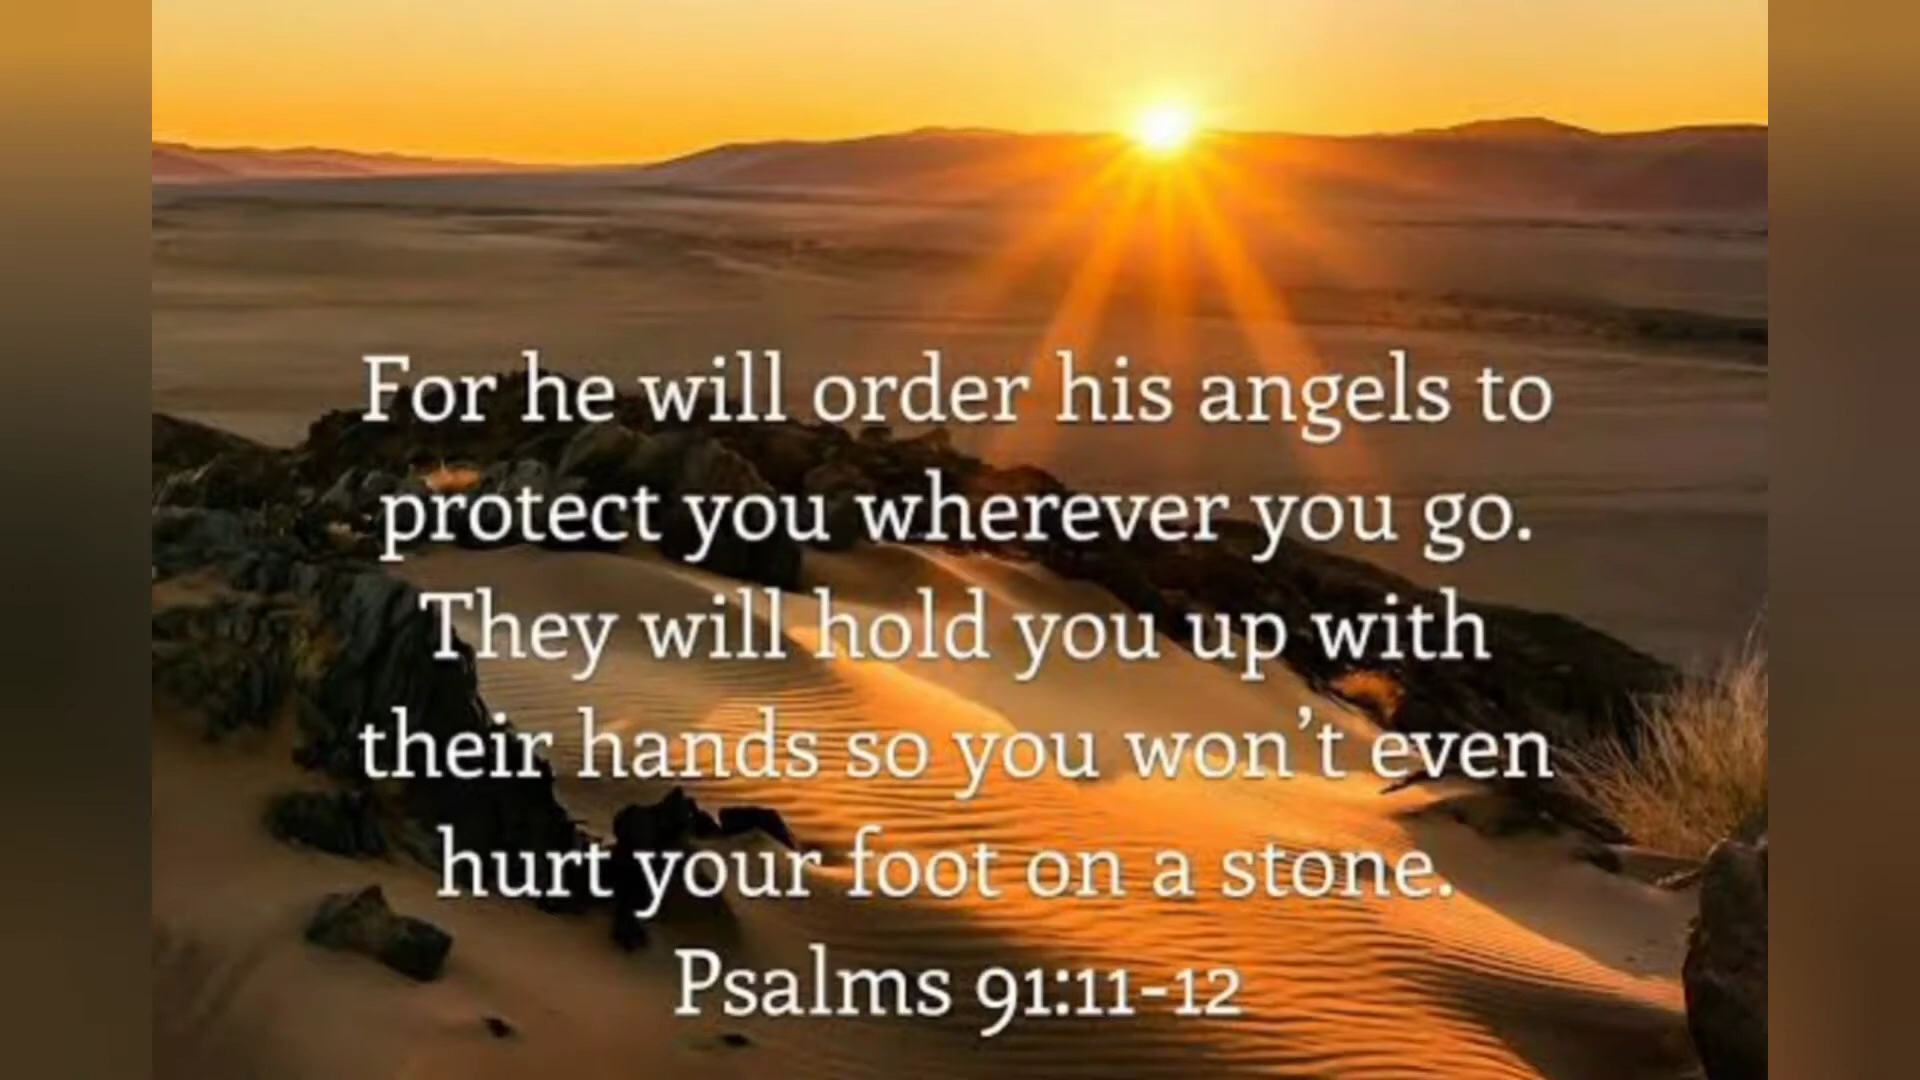 For he will order his angels to
protect you wherever you go.
They will hold you up with
their hands so you won't even
hurt your foot on a stone.
Psalms 91:11-12